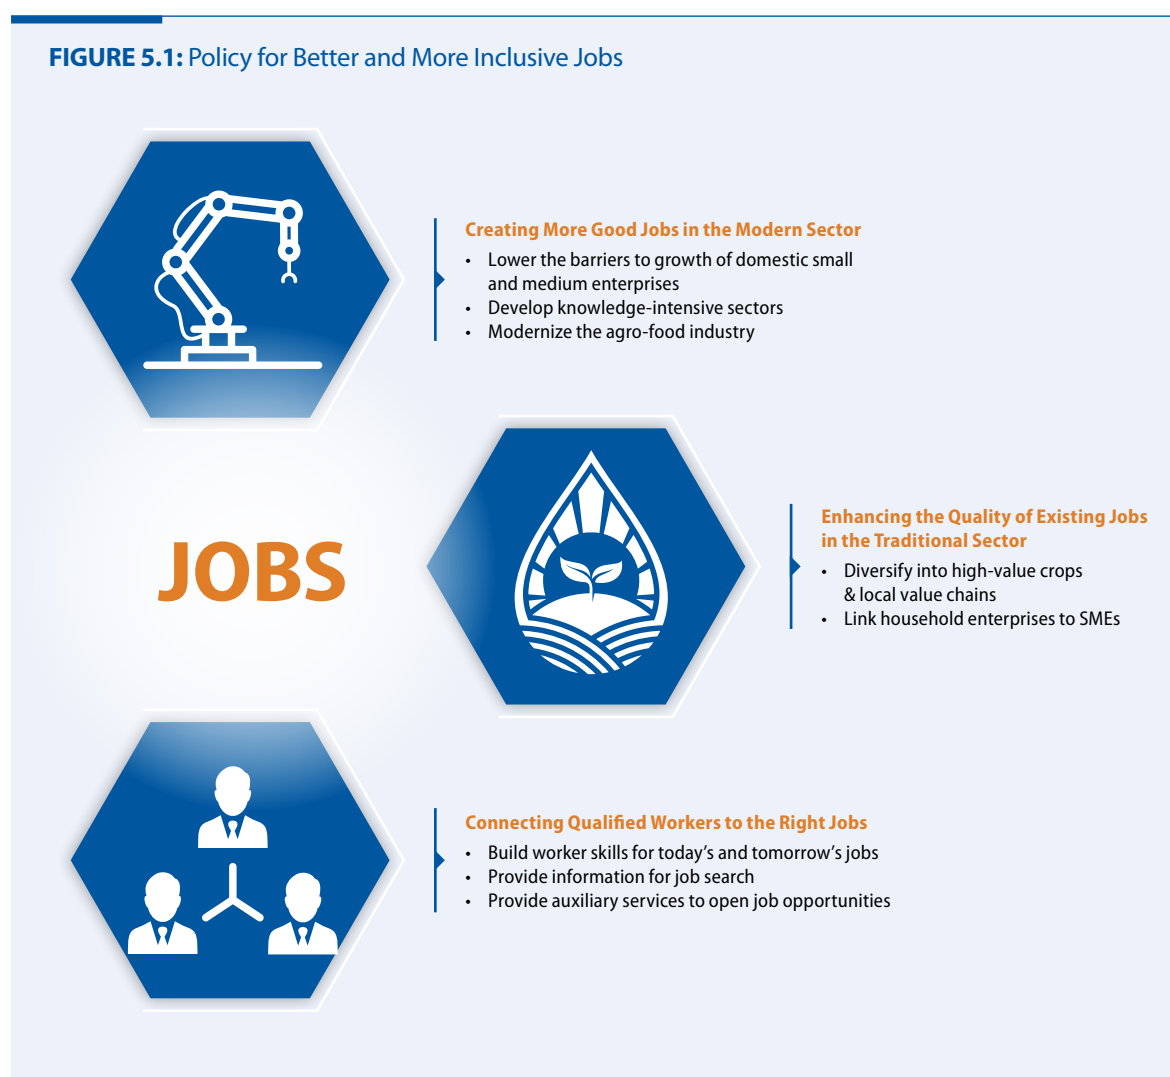 FIGURE 5.1: Policy for Better and More Inclusive Jobs
Creating More Good Jobs in the Modern Sector
• Lower the barriers to growth of domestic small
and medium enterprises
• Develop knowledge-intensive sectors
• Modernize the agro-food industry
JOBS
Enhancing the Quality of Existing Jobs
in the Traditional Sector
• Diversify into high-value crops
& local value chains
• Link household enterprises to SMEs
Connecting Qualified Workers to the Right Jobs
• Build worker skills for today’s and tomorrow’s jobs
• Provide information for job search
• Provide auxiliary services to open job opportunities